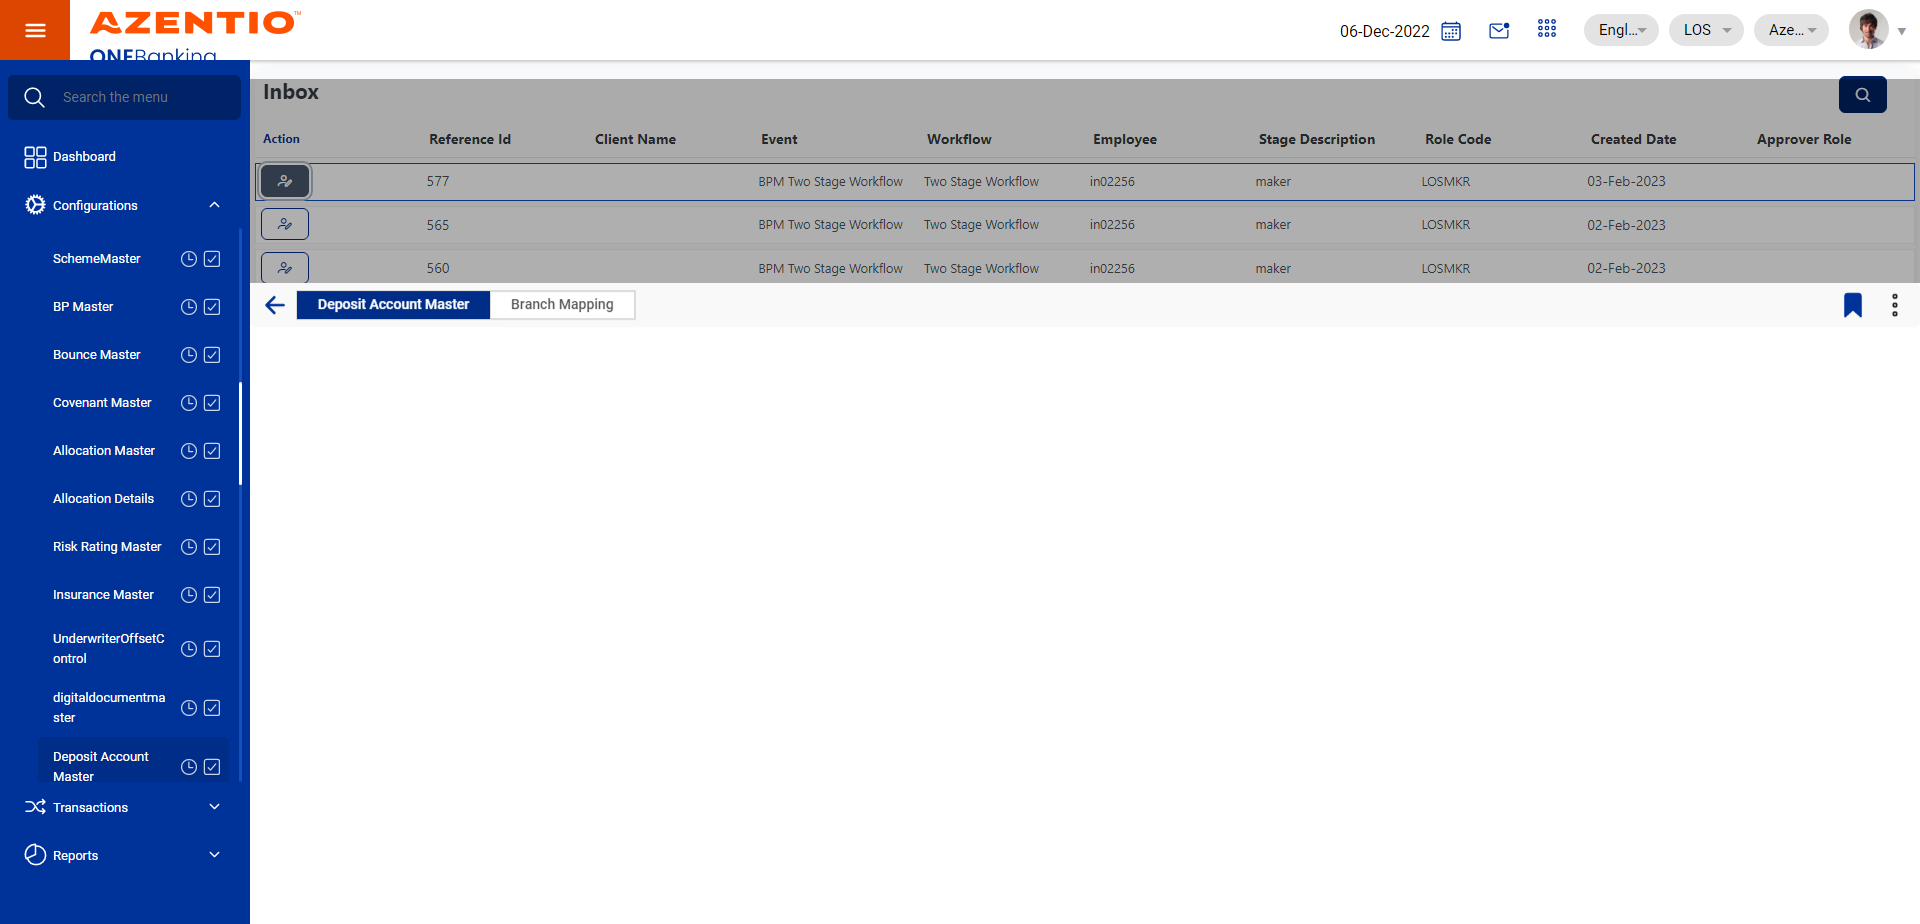 AZENTIO™
ONEBanking
06-Dec-2022
Engl...
LOS
Aze...
Search the menu
Dashboard
Configurations
SchemeMaster
BP Master
Bounce Master
Covenant Master
Allocation Master
Allocation Details
Risk Rating Master
Insurance Master
UnderwriterOffsetC
ontrol
digitaldocumentma
ster
Deposit Account
Master
Transactions
Reports
Inbox
Action Reference Id Client Name Event Workflow Employee Stage Description Role Code Created Date Approver Role
577 BPM Two Stage Workflow Two Stage Workflow in02256 maker LOSMKR 03-Feb-2023
565 BPM Two Stage Workflow Two Stage Workflow in02256 maker LOSMKR 02-Feb-2023
560 BPM Two Stage Workflow Two Stage Workflow in02256 maker LOSMKR 02-Feb-2023
Deposit Account Master Branch Mapping